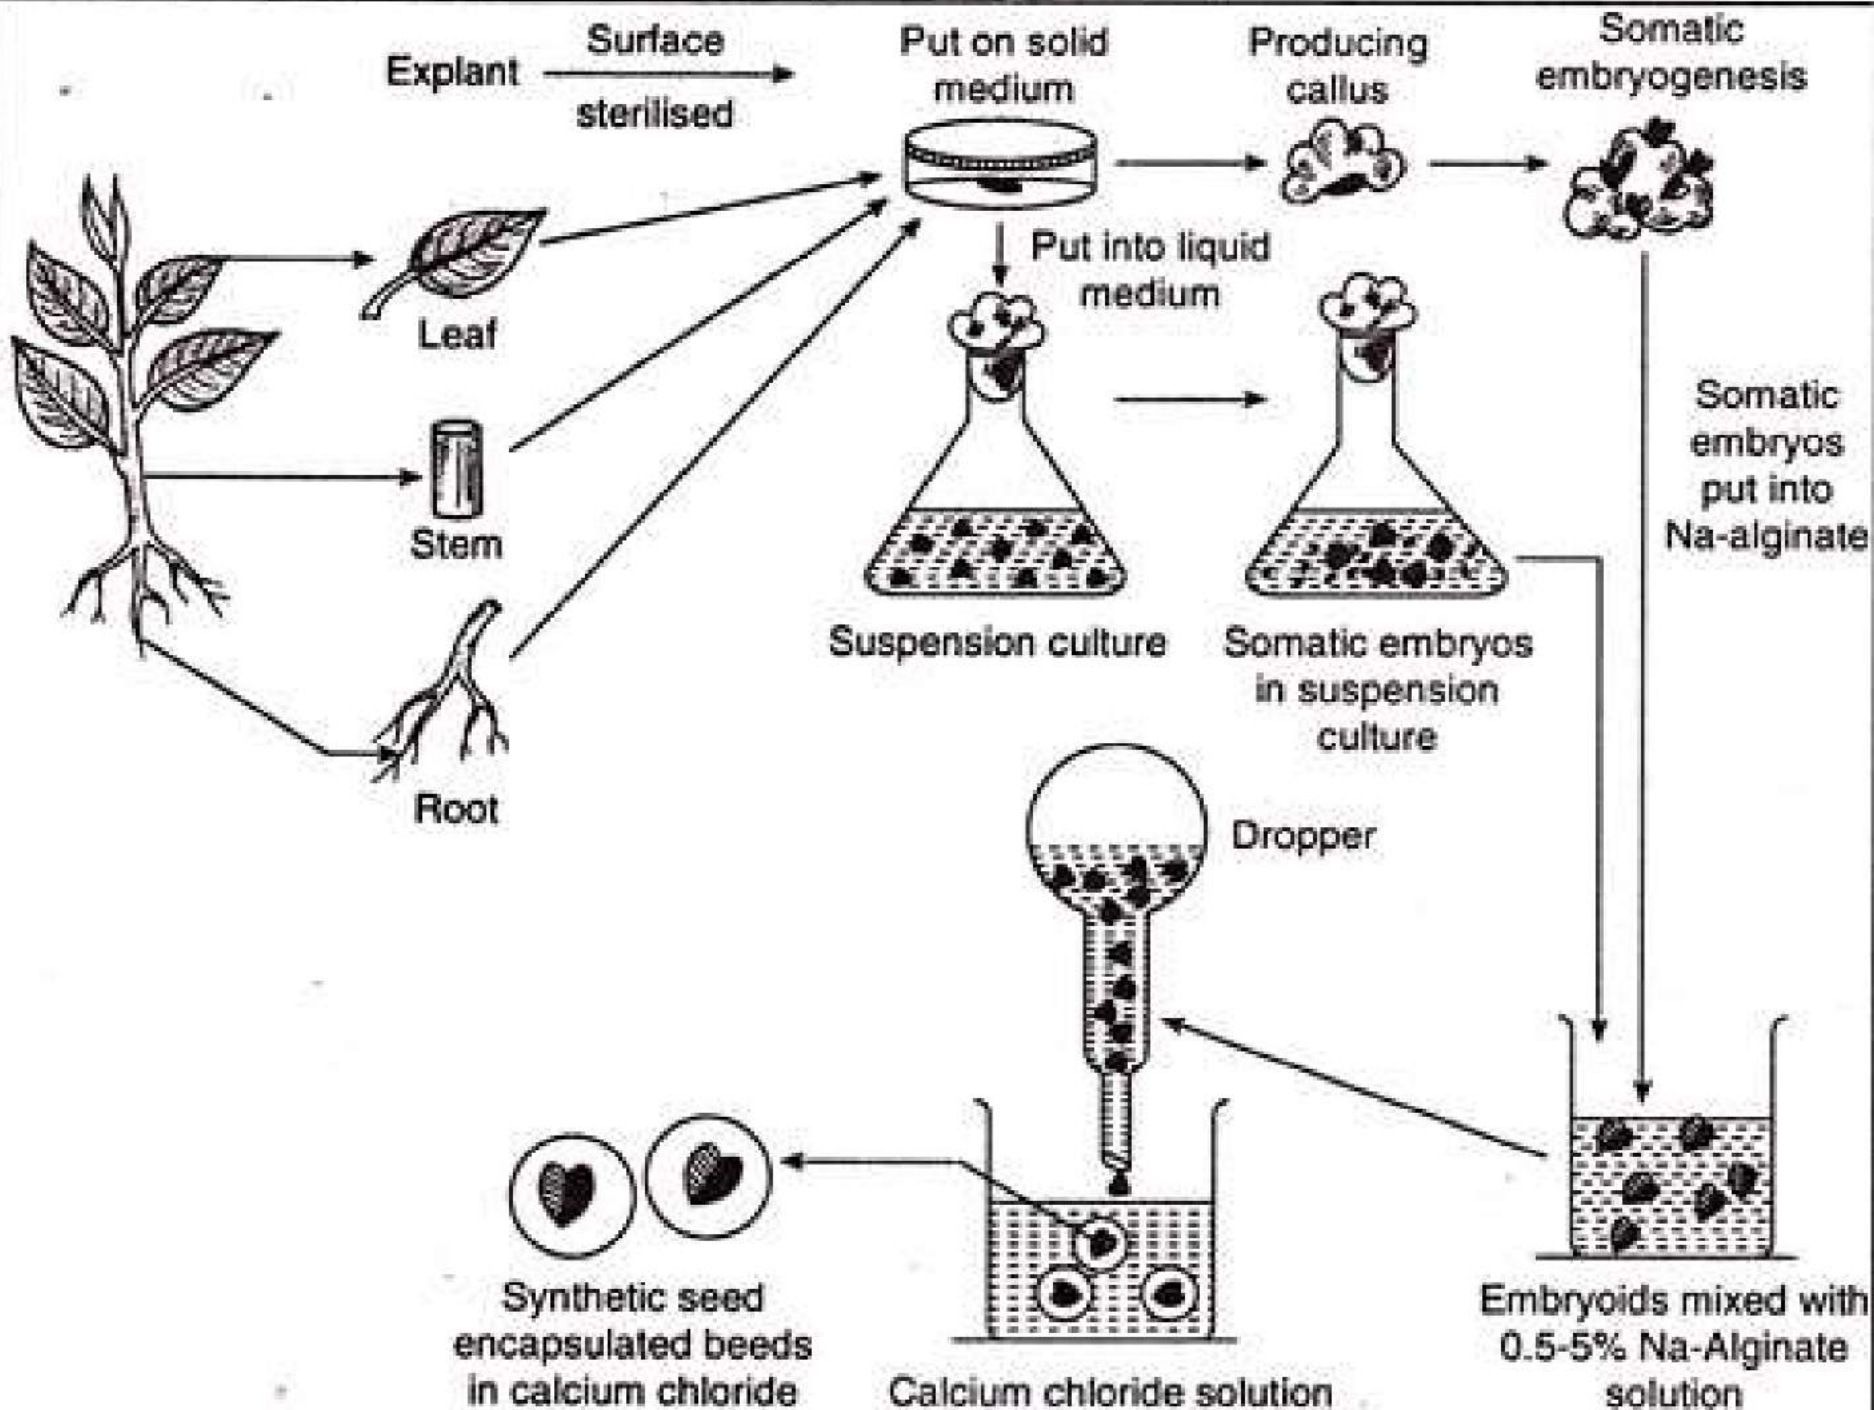 Explant
Surface
sterilised
Put on solid
medium
Producing
callus
Somatic
embryogenesis
Leaf
Put into liquid
medium
Stem
Somatic
embryos
put into
Na-alginate
Suspension culture
Somatic embryos
in suspension
culture
Root
Dropper
Synthetic seed
encapsulated beeds
in calcium chloride
Calcium chloride solution
Embryoids mixed with
0.5-5% Na-Alginate
solution